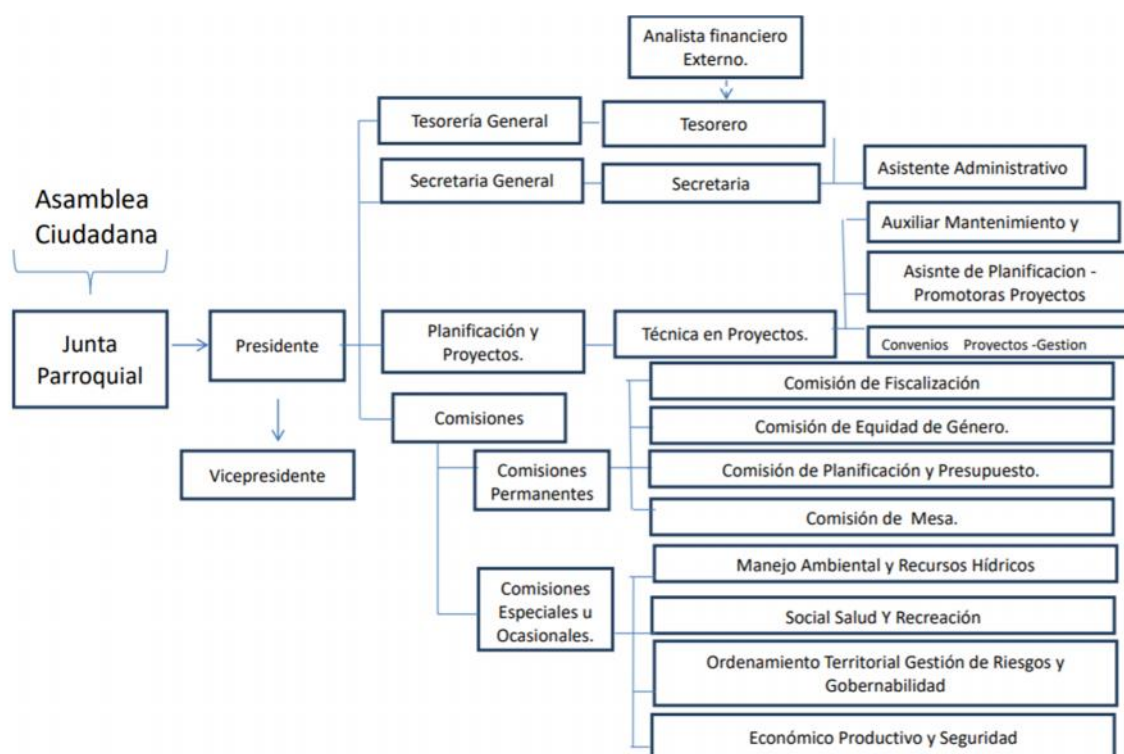 Analista financiero
Externo.
Tesorería General
Tesorero
Secretaria General
Secretaria
Asistente Administrativo
Asamblea
Ciudadana
Auxiliar Mantenimiento y
Asisnte de Planificacion -
Promotoras Proyectos
Junta
Parroquial
Presidente
Planificación y
Proyectos.
Técnica en Proyectos.
Convenios Proyectos -Gestion
Vicepresidente
Comisiones
Comisiones
Permanentes
Comisión de Fiscalización
Comisión de Equidad de Género.
Comisión de Planificación y Presupuesto.
Comisión de Mesa.
Comisiones
Especiales u
Ocasionales.
Manejo Ambiental y Recursos Hídricos
Social Salud Y Recreación
Ordenamiento Territorial Gestión de Riesgos y
Gobernabilidad
Económico Productivo y Seguridad